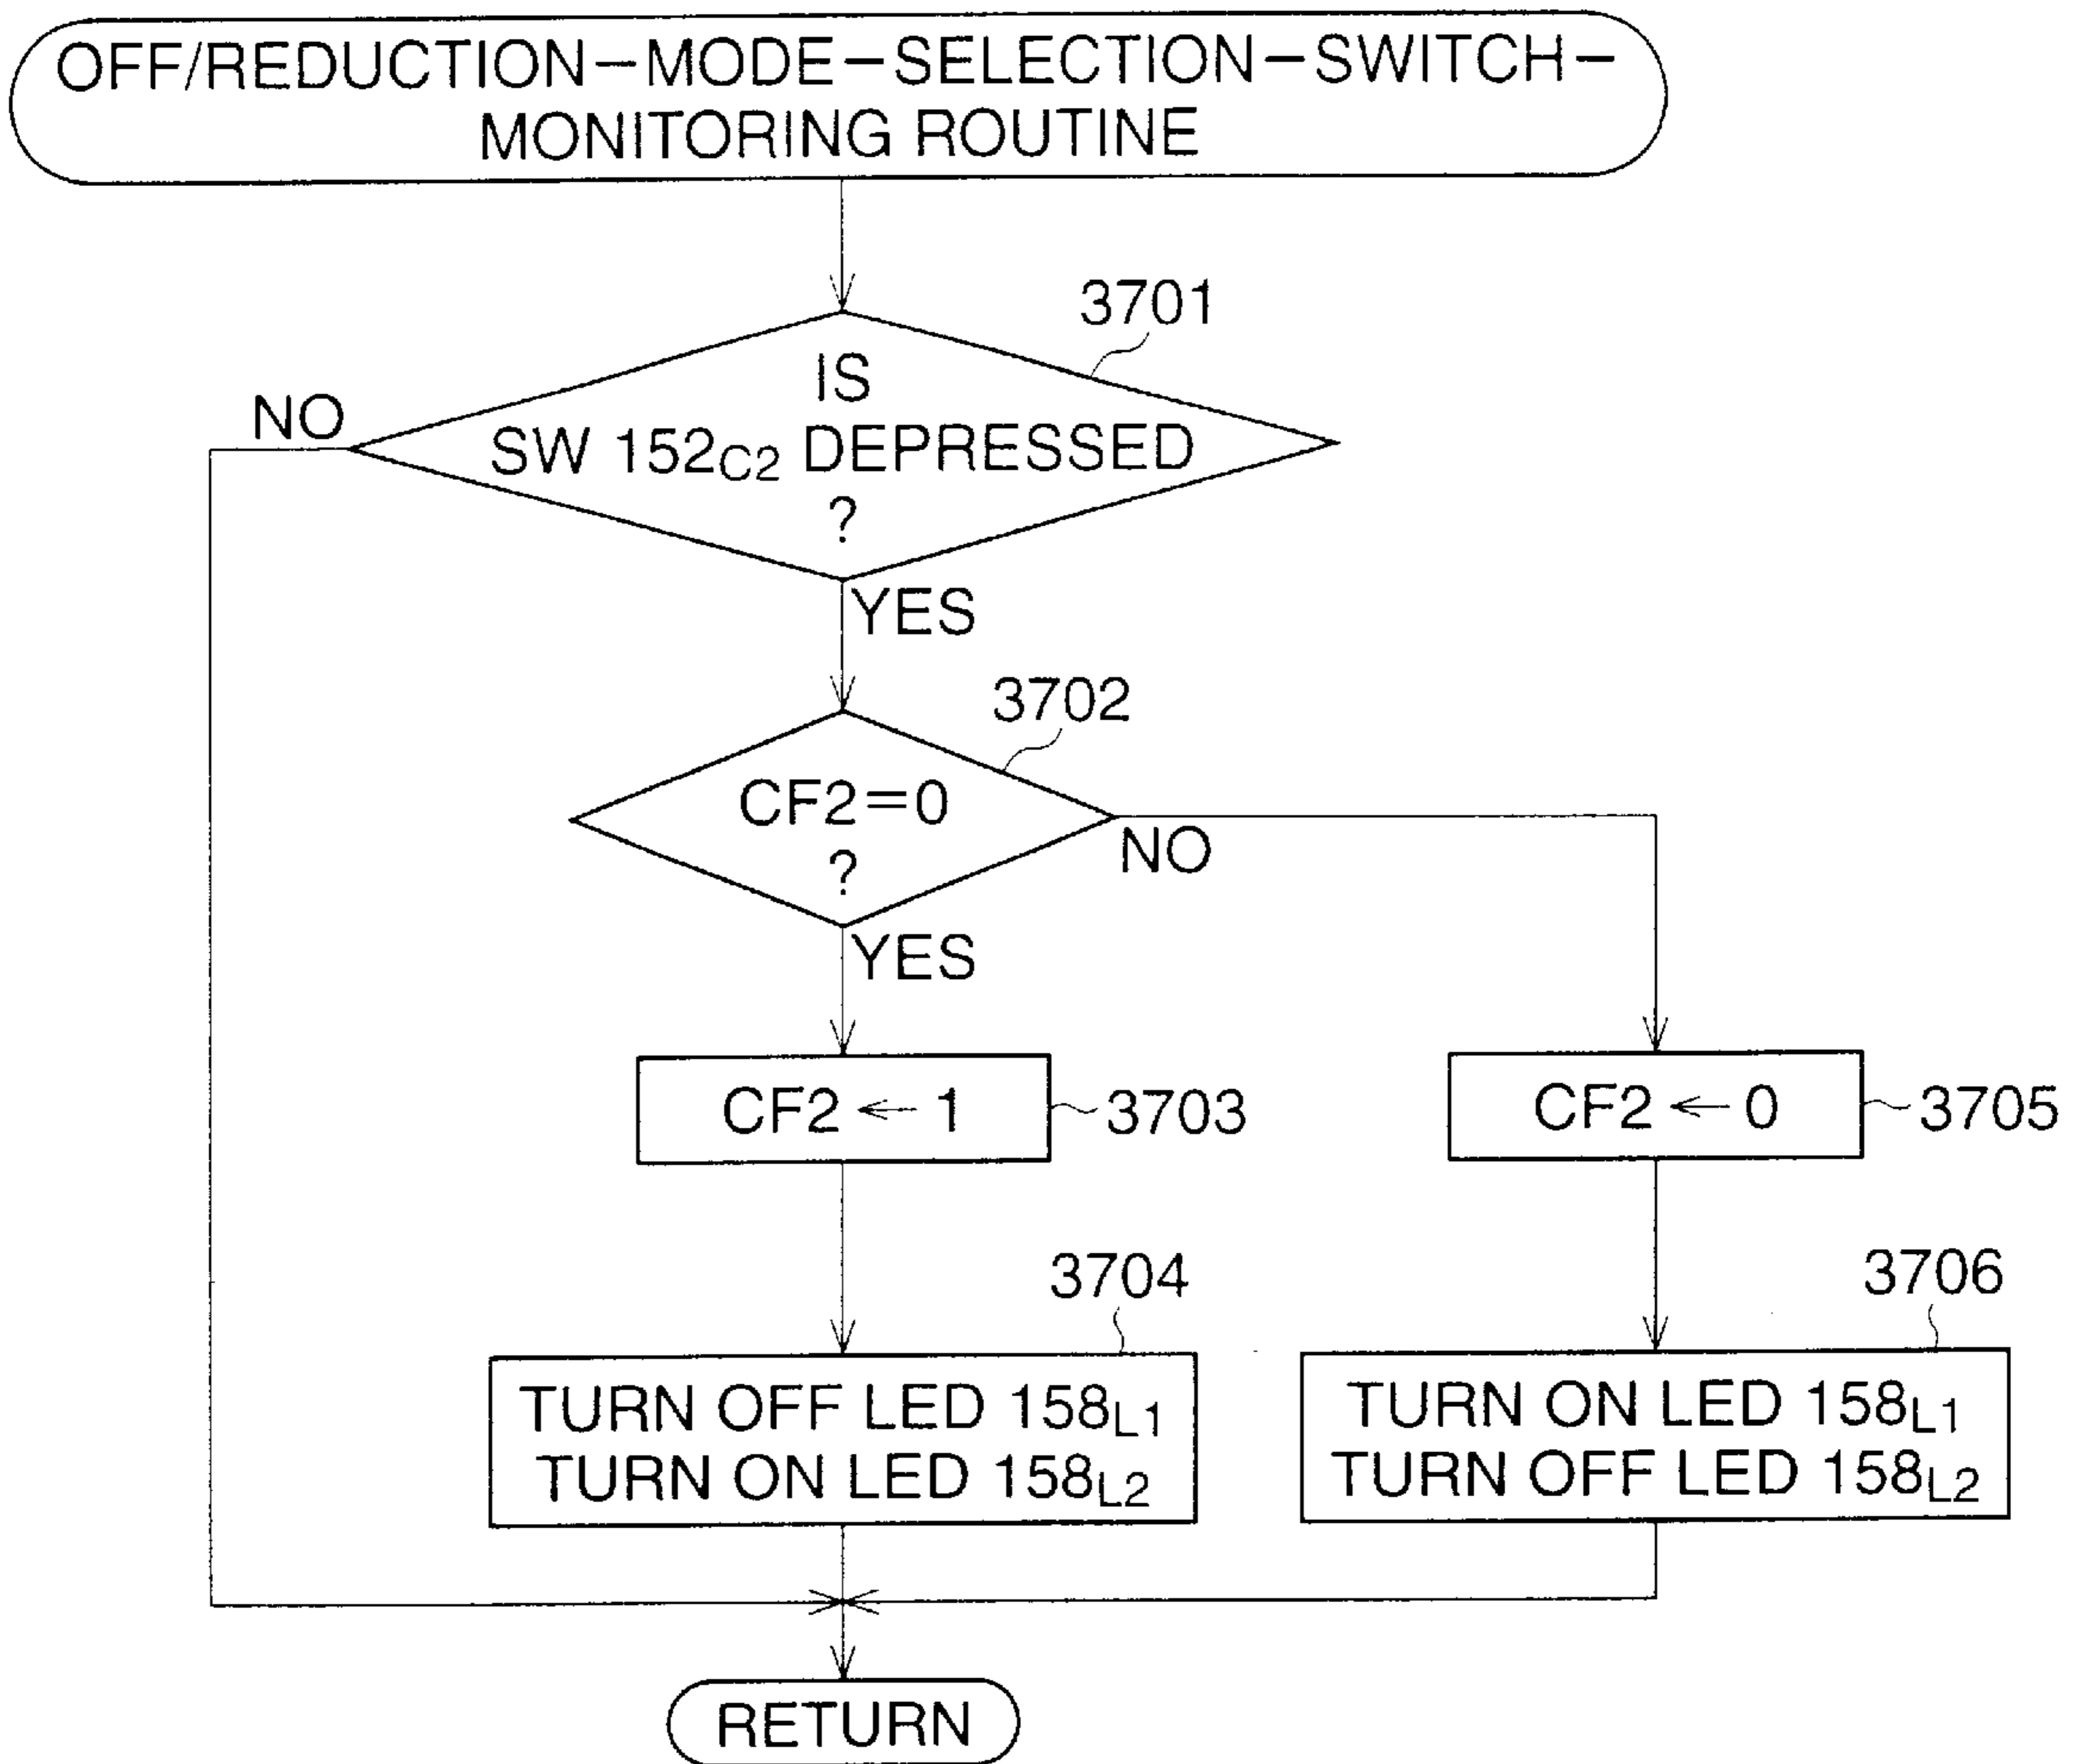 OFF/REDUCTION-MODE-SELECTION-SWITCH-
MONITORING ROUTINE
3701
IS
SW 152C2 DEPRESSED
?
NO
YES
3702
CF2=0
?
NO
YES
CF2 ← 1
3703
CF2 ← 0
3705
3704
TURN OFF LED 158L1
TURN ON LED 158L2
3706
TURN ON LED 158L1
TURN OFF LED 158L2
RETURN